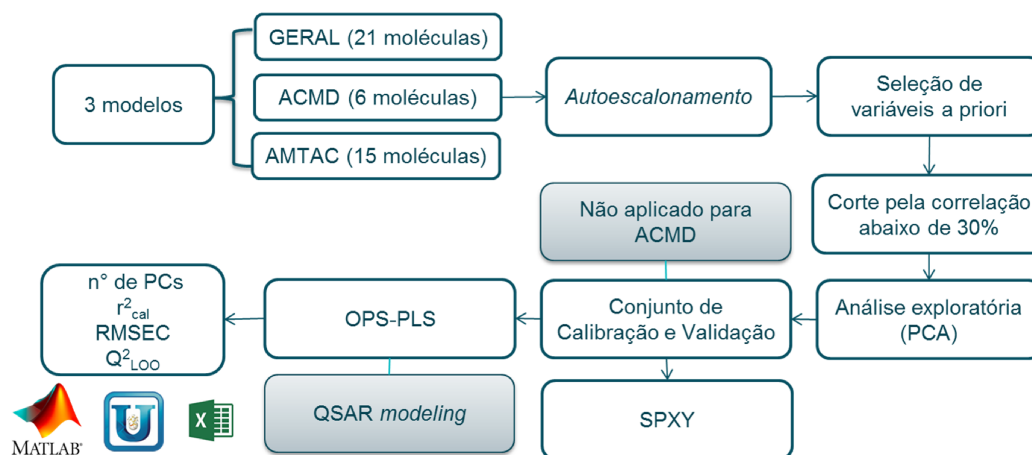 3 modelos
GERAL (21 moléculas)
ACMD (6 moléculas)
AMTAC (15 moléculas)
Autoescalonamento
Seleção de
variáveis a priori
Corte pela correlação
abaixo de 30%
Análise exploratória
(PCA)
Não aplicado para
ACMD
Conjunto de
Calibração e Validação
SPXY
OPS-PLS
QSAR modeling
n° de PCs
r²cal
RMSEC
Q²LOO
MATLAB®
U
X